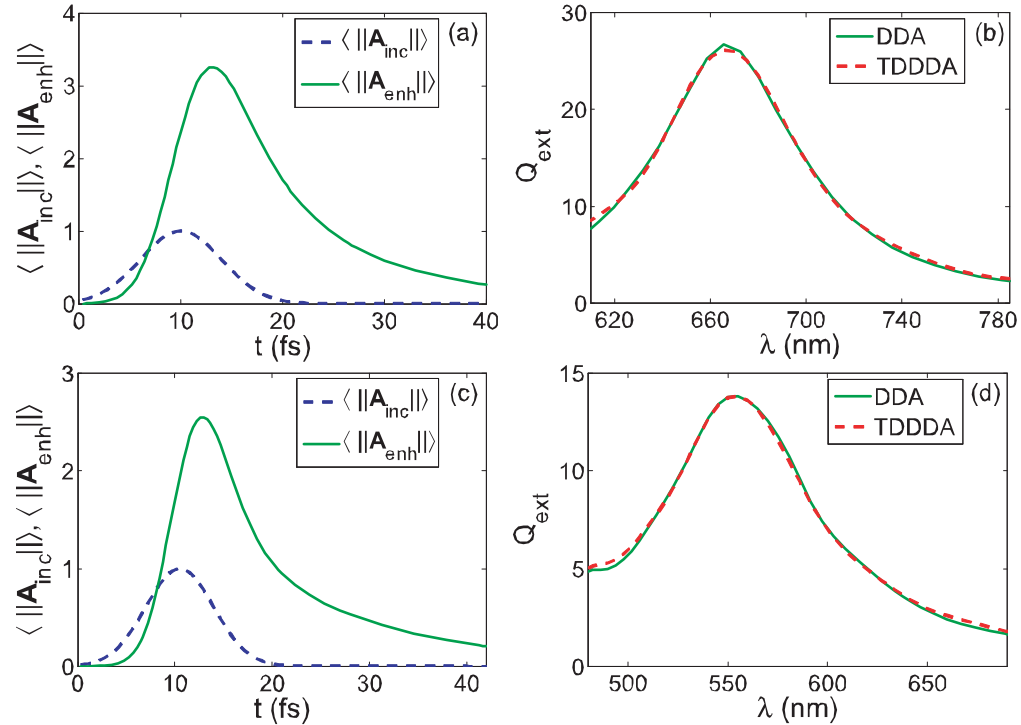 4
3
2
1
0
0
10
20
30
40
t (fs)
⟨ ||A_inc||⟩, ⟨ ||A_enh||⟩
⟨ ||A_inc||⟩
⟨ ||A_enh||⟩
(a)
30
20
10
0
620
660
700
740
780
λ (nm)
Q_ext
DDA
TDDDA
(b)
3
2
1
0
0
10
20
30
40
t (fs)
⟨ ||A_inc||⟩, ⟨ ||A_enh||⟩
⟨ ||A_inc||⟩
⟨ ||A_enh||⟩
(c)
15
10
5
0
500
550
600
650
λ (nm)
Q_ext
DDA
TDDDA
(d)